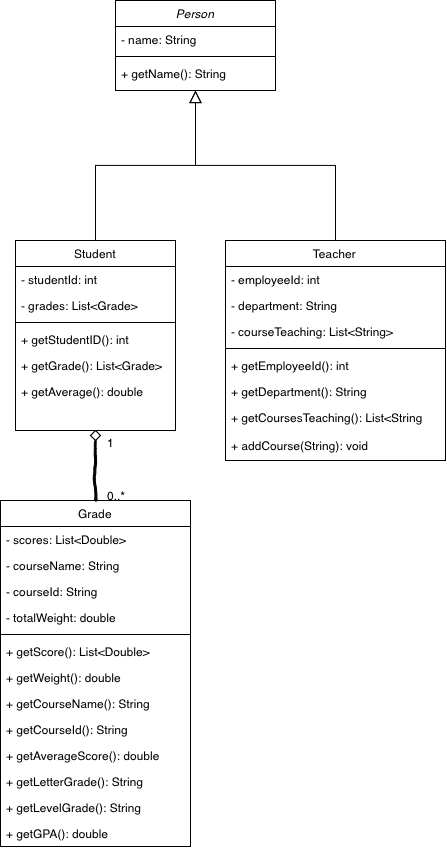 Person
- name: String
+ getName(): String
Student
- studentId: int
- grades: List<Grade>
+ getStudentID(): int
+ getGrade(): List<Grade>
+ getAverage(): double
Teacher
- employeeId: int
- department: String
- courseTeaching: List<String>
+ getEmployeeId(): int
+ getDepartment(): String
+ getCoursesTeaching(): List<String
+ addCourse(String): void
1
0..*
Grade
- scores: List<Double>
- courseName: String
- courseId: String
- totalWeight: double
+ getScore(): List<Double>
+ getWeight(): double
+ getCourseName(): String
+ getCourseId(): String
+ getAverageScore(): double
+ getLetterGrade(): String
+ getLevelGrade(): String
+ getGPA(): double